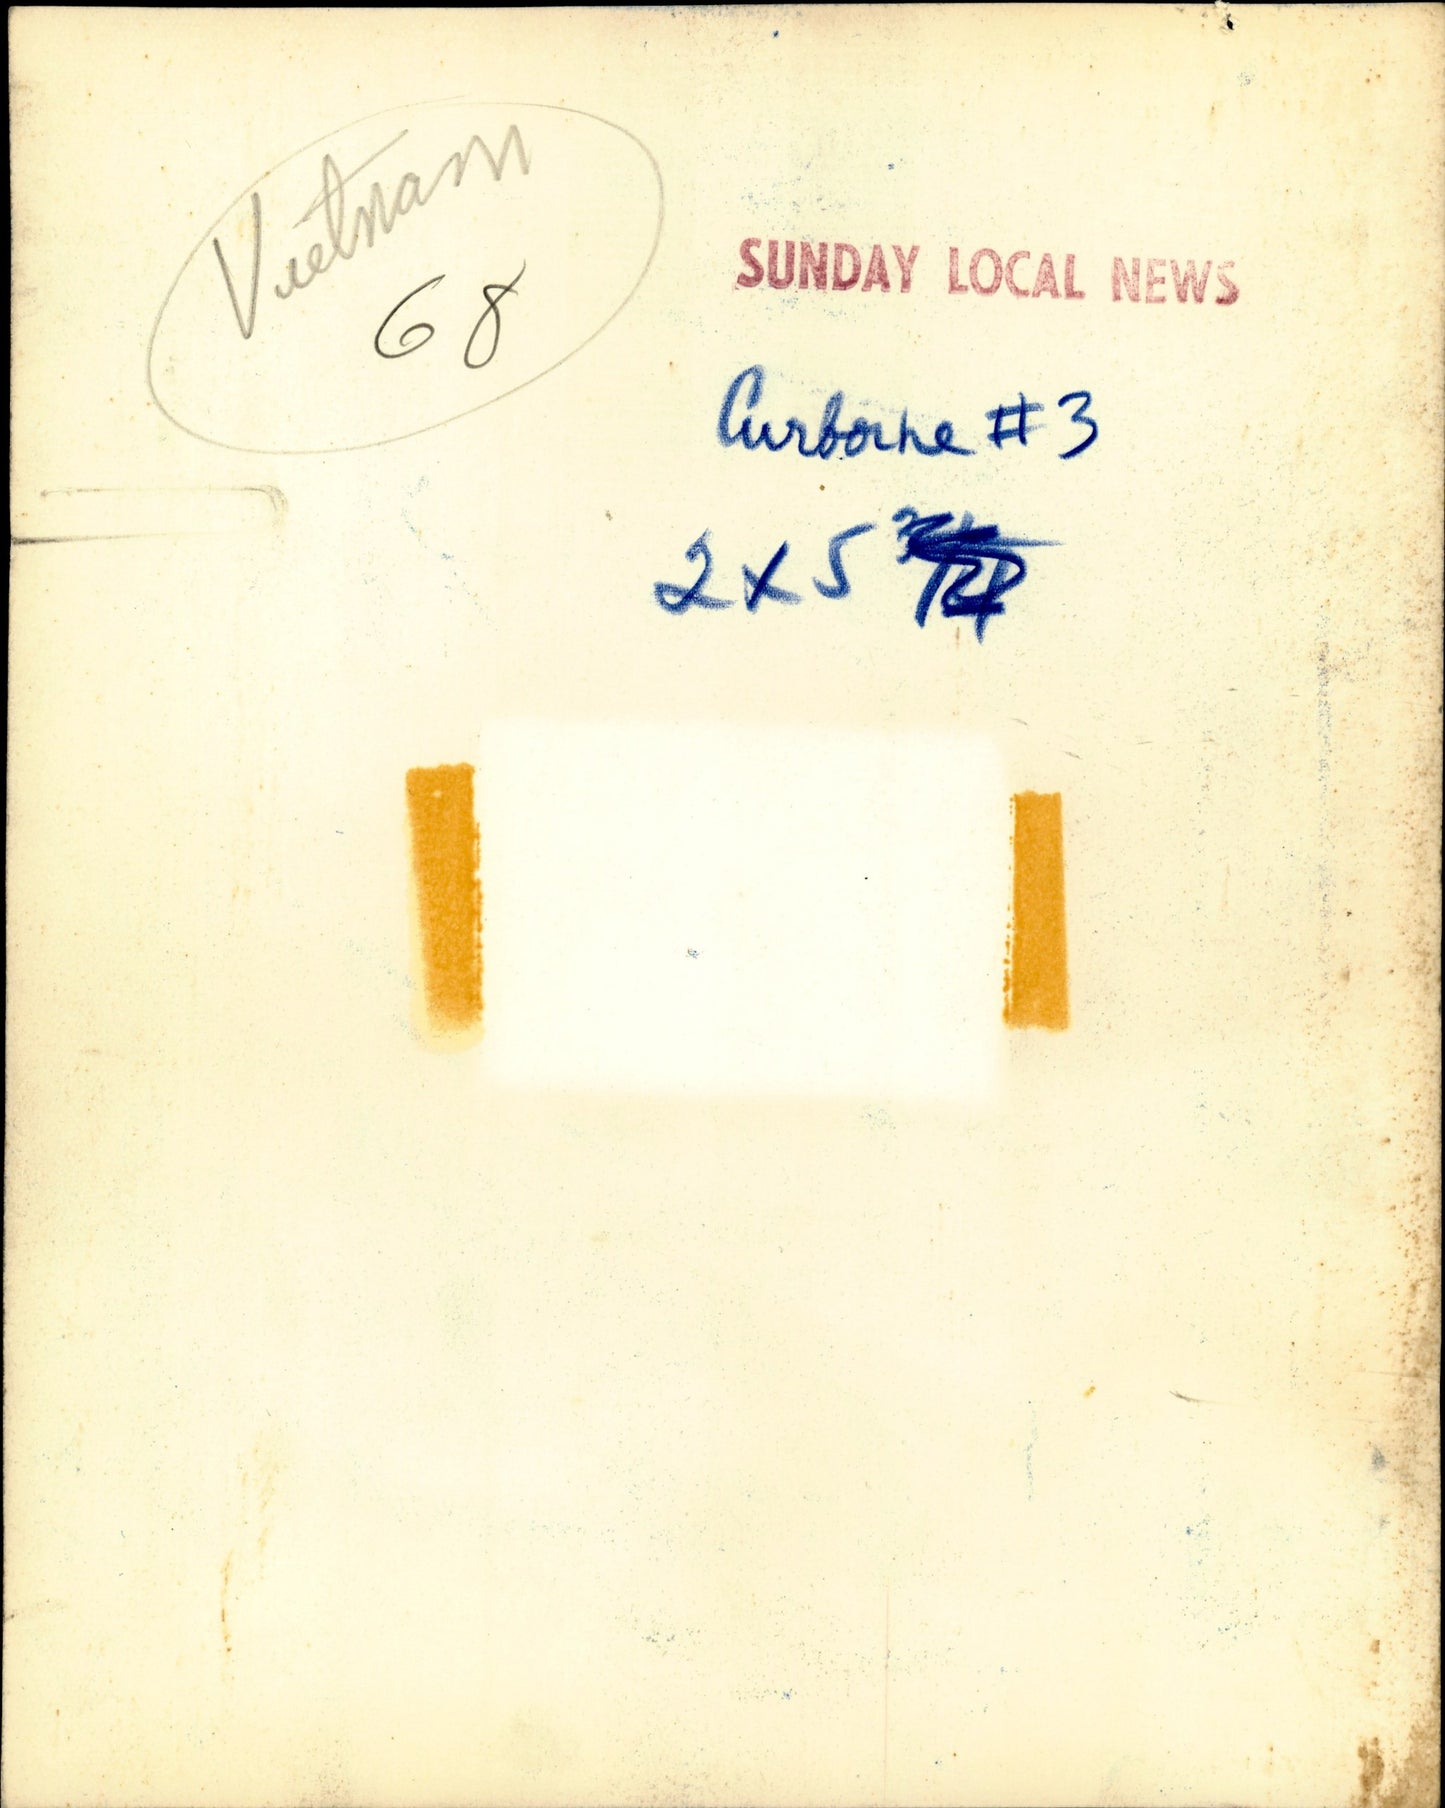 Vietnam
68
SUNDAY LOCAL NEWS
Airborne #3
2x5